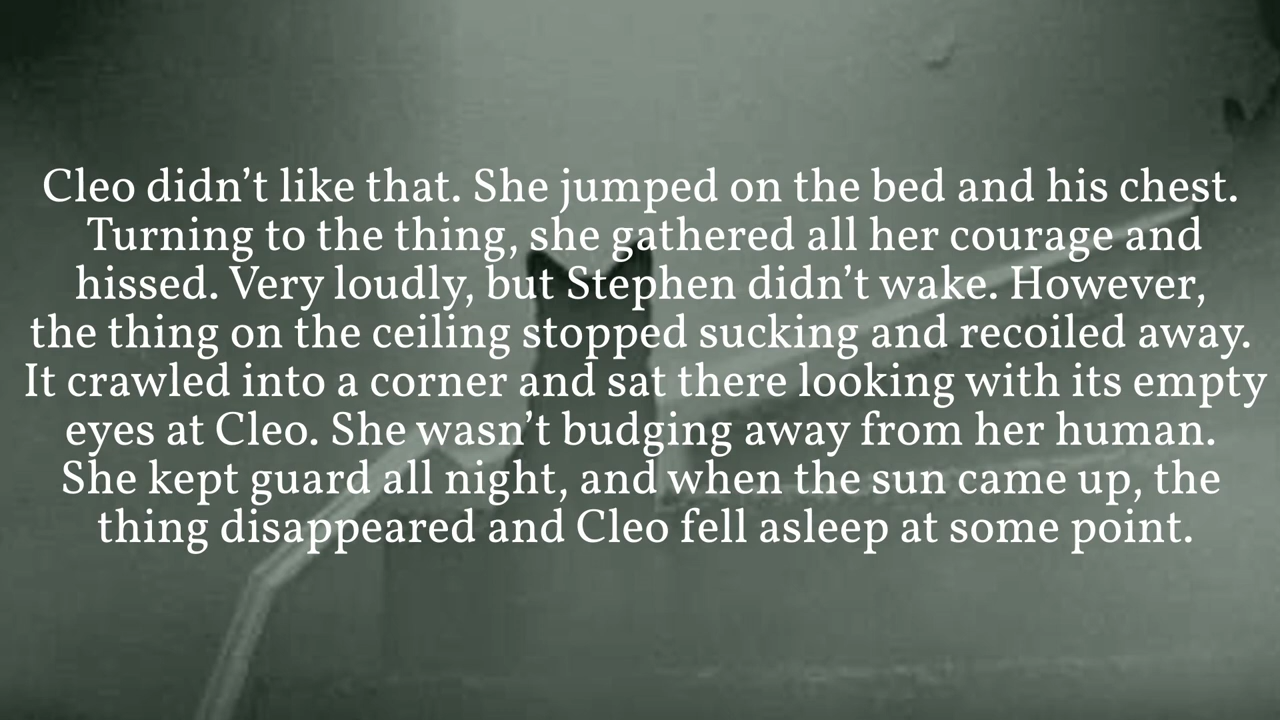 Cleo didn’t like that. She jumped on the bed and his chest.
Turning to the thing, she gathered all her courage and
hissed. Very loudly, but Stephen didn’t wake. However,
the thing on the ceiling stopped sucking and recoiled away.
It crawled into a corner and sat there looking with its empty
eyes at Cleo. She wasn’t budging away from her human.
She kept guard all night, and when the sun came up, the
thing disappeared and Cleo fell asleep at some point.